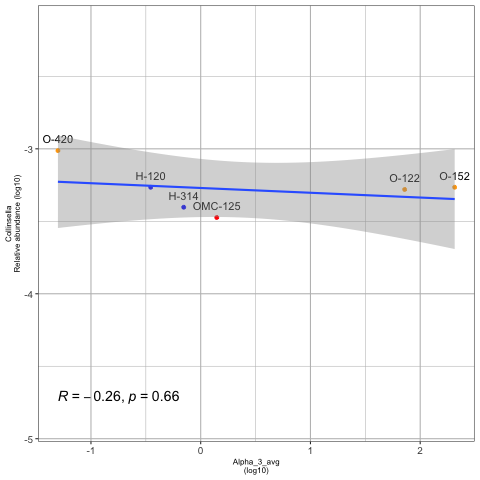 O-420
H-120
O-122
O-152
H-314
OMC-125
R = −0.26, p = 0.66
-3
-4
-5
-1
0
1
2
Collinsella
Relative abundance (log10)
Alpha_3_avg
(log10)